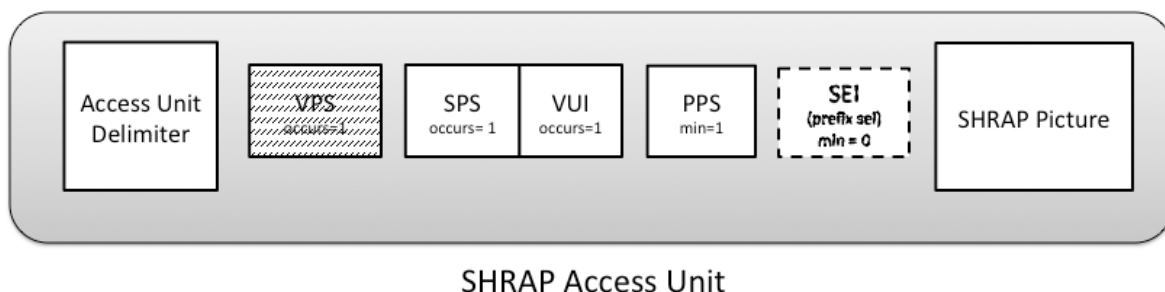 Access Unit
Delimiter
VPS
occurs=1
SPS
occurs= 1
VUI
occurs=1
PPS
min=1
SEI
(prefix sei)
min = 0
SHRAP Picture
SHRAP Access Unit